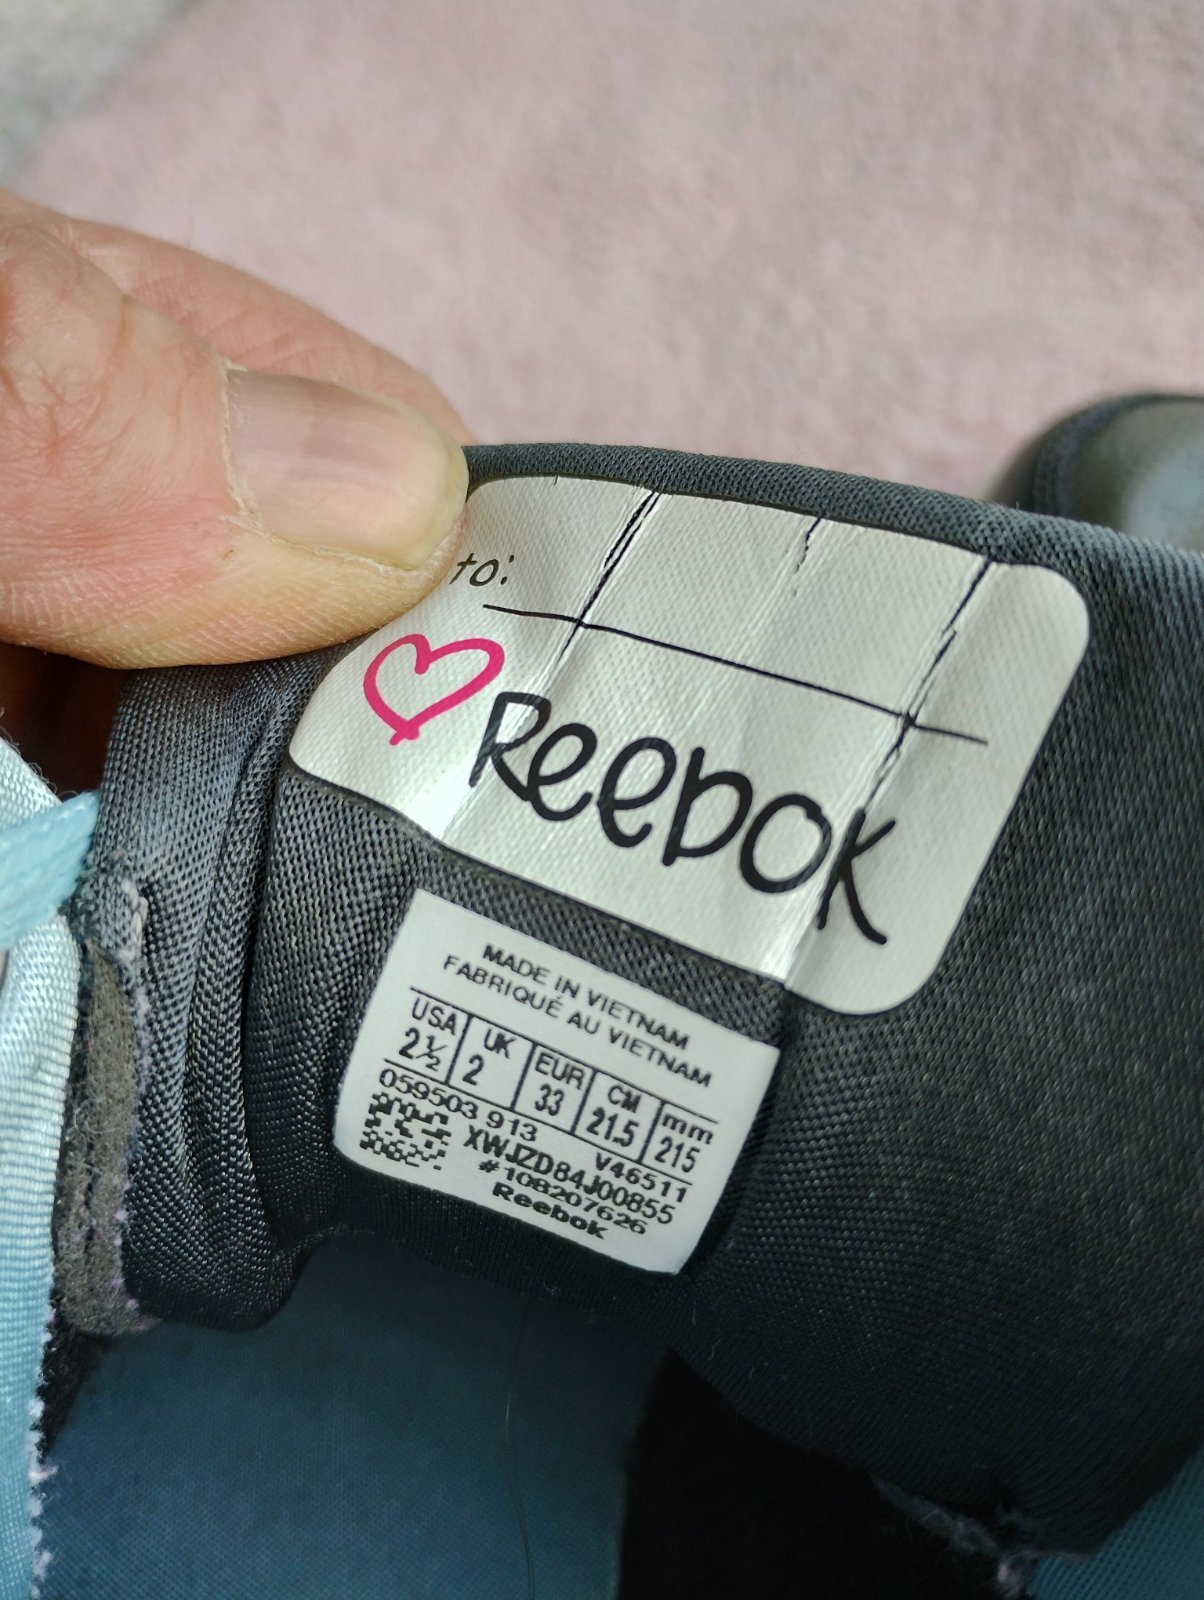 to:
Reebok
MADE IN VIETNAM
FABRIQUÉ AU VIETNAM
USA UK EUR CM mm
2½ 2 33 21.5 215
059503 913 V46511
XWJZD84J00855
#108207626
Reebok